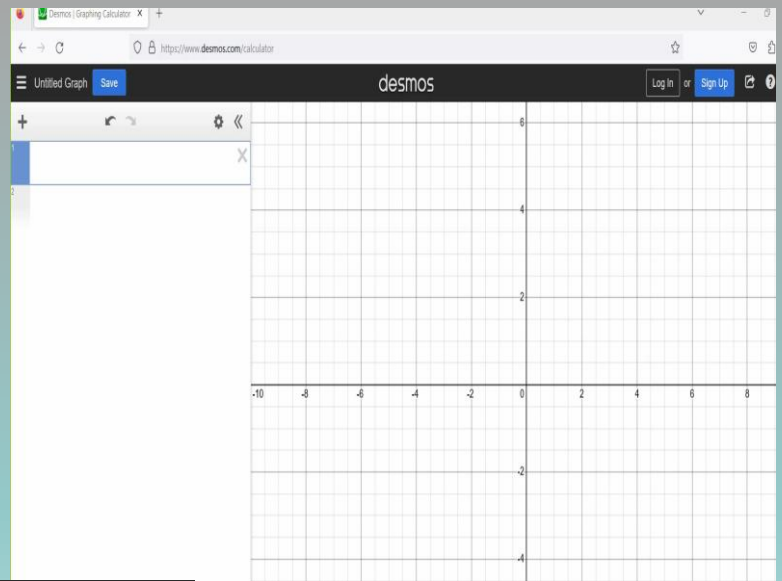 Desmos | Graphing Calculator X +
https://www.desmos.com/calculator
Untitled Graph Save desmos Log In or Sign Up
1
2
6
4
2
-10 -8 -6 -4 -2 0 2 4 6 8
-2
-4